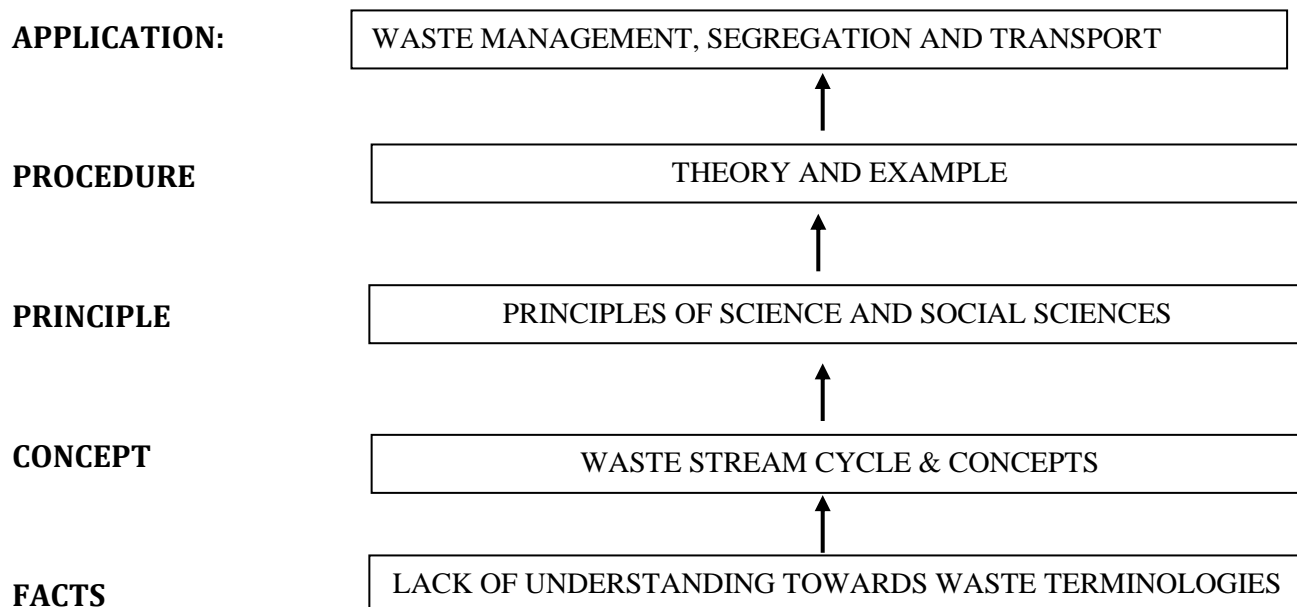 APPLICATION: WASTE MANAGEMENT, SEGREGATION AND TRANSPORT
PROCEDURE THEORY AND EXAMPLE
PRINCIPLE PRINCIPLES OF SCIENCE AND SOCIAL SCIENCES
CONCEPT WASTE STREAM CYCLE & CONCEPTS
FACTS LACK OF UNDERSTANDING TOWARDS WASTE TERMINOLOGIES